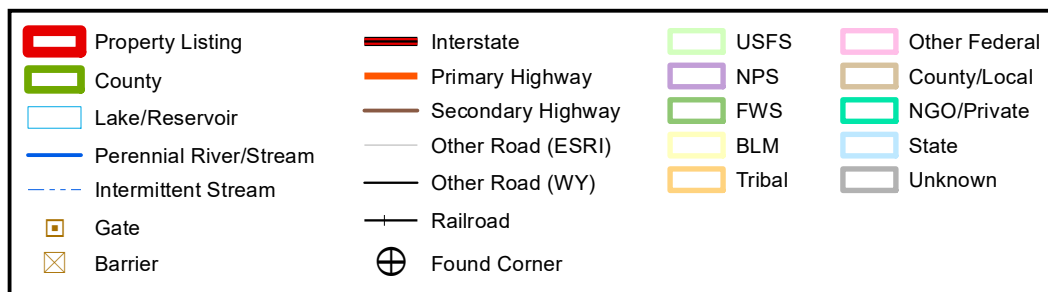 Property Listing
County
Lake/Reservoir
Perennial River/Stream
Intermittent Stream
Gate
Barrier
Interstate
Primary Highway
Secondary Highway
Other Road (ESRI)
Other Road (WY)
Railroad
Found Corner
USFS
NPS
FWS
BLM
Tribal
Other Federal
County/Local
NGO/Private
State
Unknown